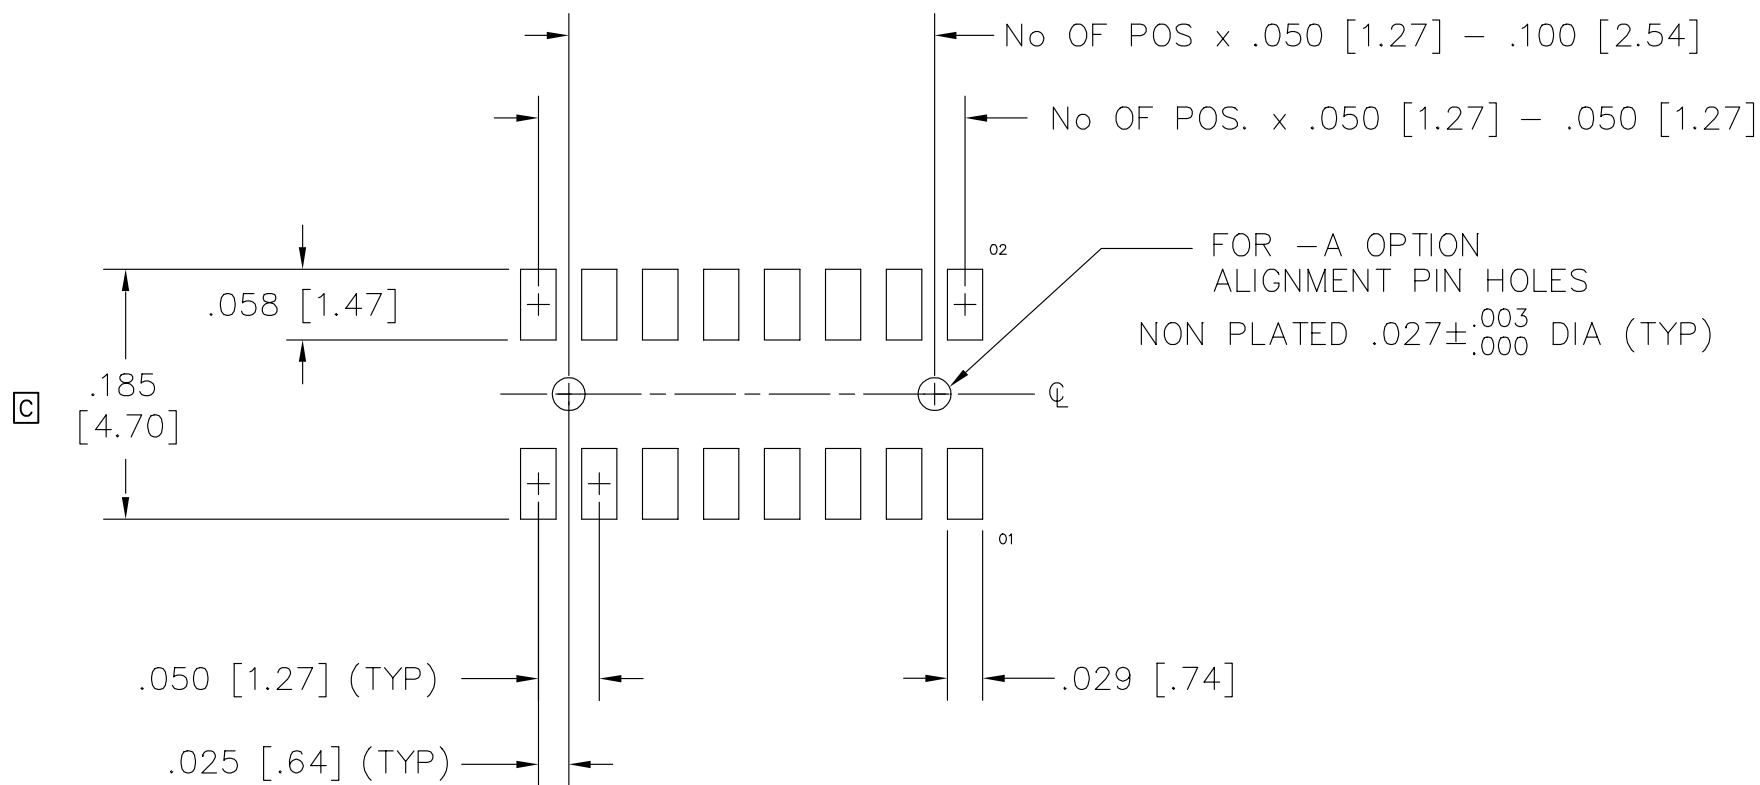 No OF POS x .050 [1.27] – .100 [2.54]
No OF POS. x .050 [1.27] – .050 [1.27]
02
FOR –A OPTION
ALIGNMENT PIN HOLES
NON PLATED .027±.003 .000 DIA (TYP)
.058 [1.47]
.185
[4.70]
C
℄
01
.050 [1.27] (TYP)
.029 [.74]
.025 [.64] (TYP)